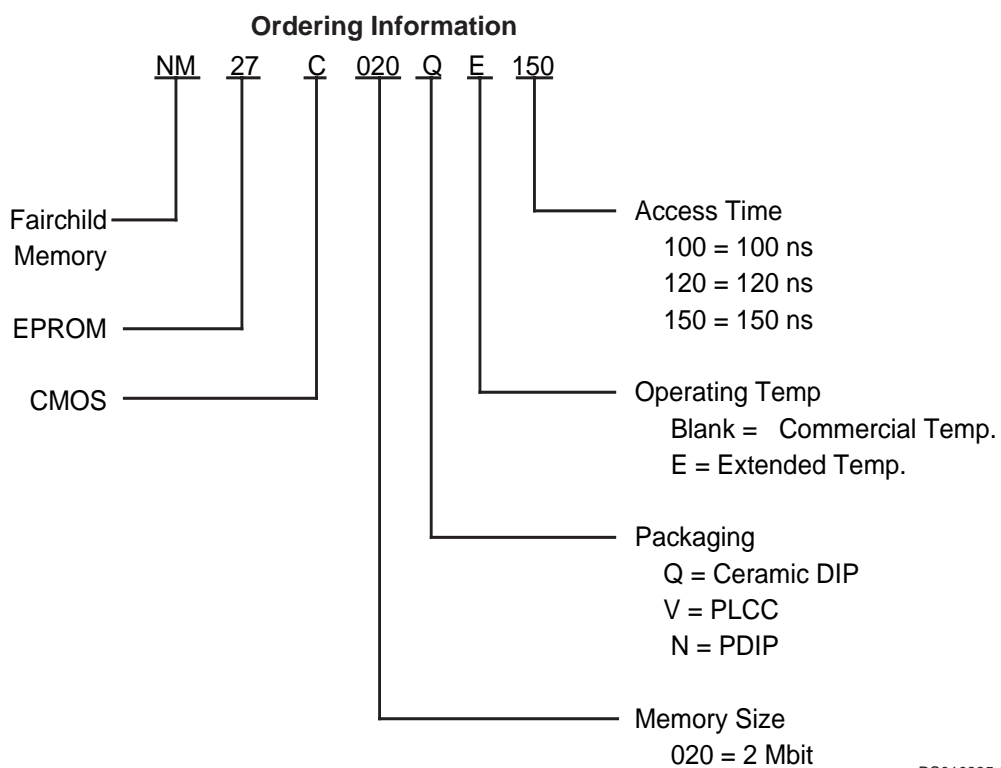 Ordering Information
NM 27 C 020 Q E 150
Fairchild
Memory
EPROM
CMOS
Access Time
100 = 100 ns
120 = 120 ns
150 = 150 ns
Operating Temp
Blank = Commercial Temp.
E = Extended Temp.
Packaging
Q = Ceramic DIP
V = PLCC
N = PDIP
Memory Size
020 = 2 Mbit